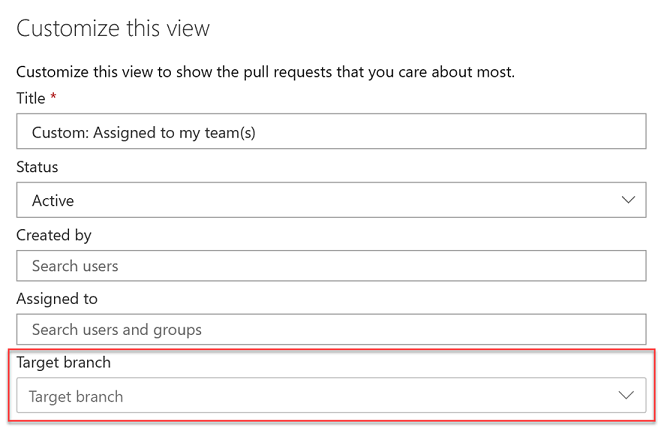 Customize this view
Customize this view to show the pull requests that you care about most.
Title *
Custom: Assigned to my team(s)
Status
Active
Created by
Search users
Assigned to
Search users and groups
Target branch
Target branch